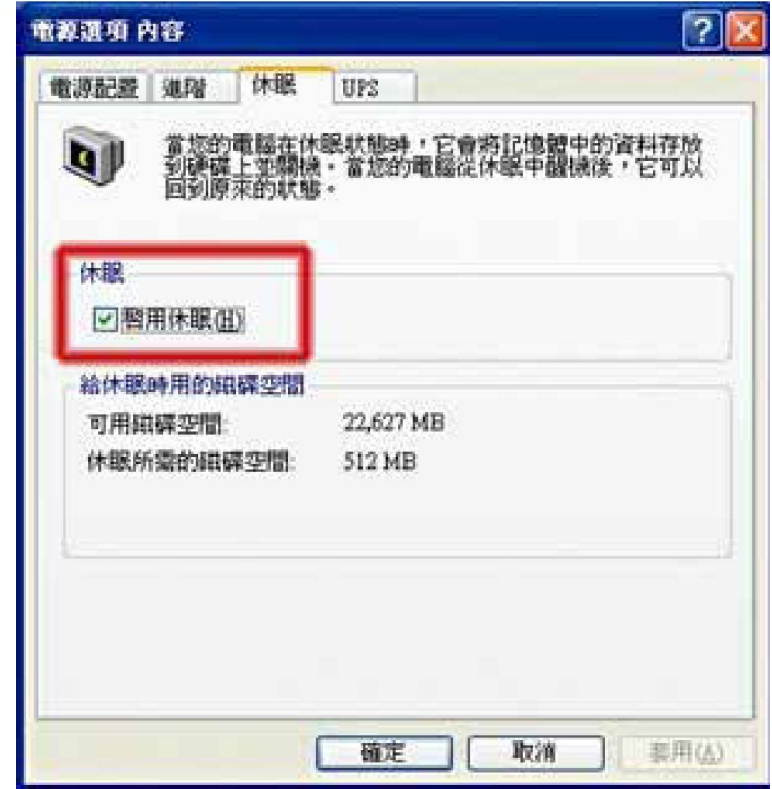 電源選項 內容
電源配置 進階 休眠 UPS
當您的電腦在休眠狀態時，它會將記憶體中的資料存放
到硬碟上並關機。當您的電腦從休眠中醒機後，它可以
回到原來的狀態。
休眠
啓用休眠(H)
給休眠時用的磁碟空間
可用磁碟空間: 22,627 MB
休眠所需的磁碟空間: 512 MB
確定 取消 套用(A)